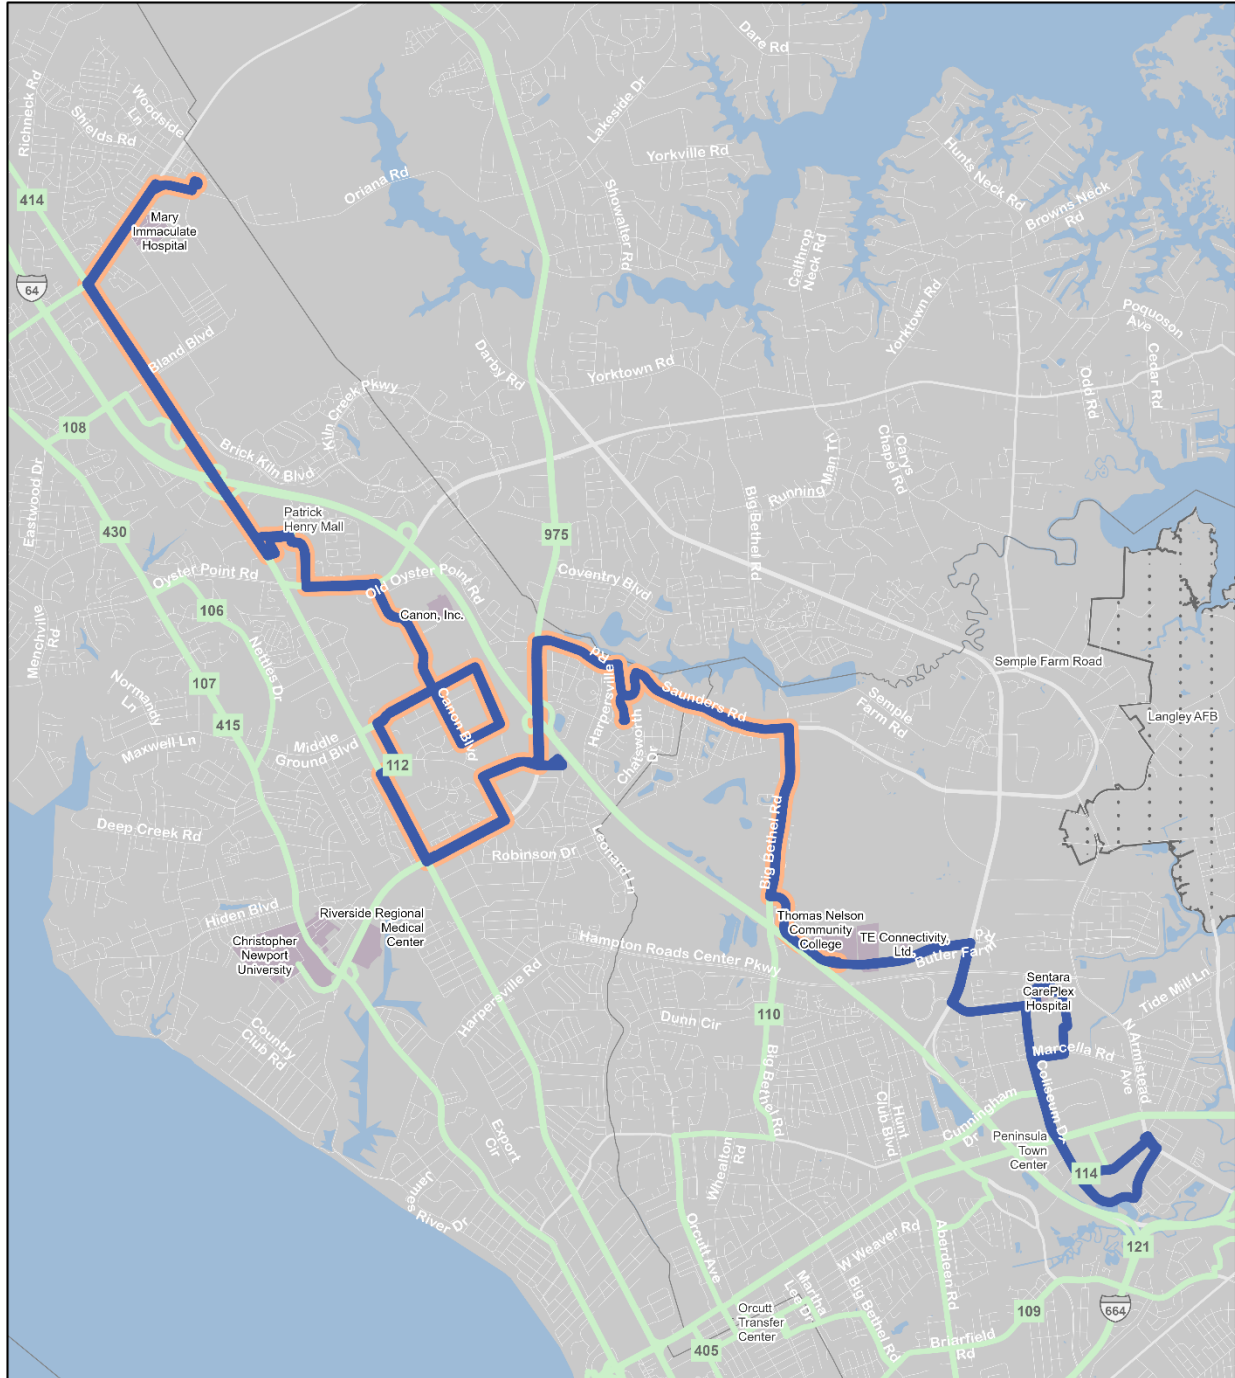 Dare Rd
Lakeside Dr
Richneck Rd
Woodside
Ln
Shields Rd
Yorkville Rd
Hunts Neck Rd
Browns Neck
Rd
Oriana Rd
Showalter Rd
414
Mary
Immaculate
Hospital
Calthrop
Neck Rd
64
Yorktown Rd
Poquoson
Ave
Bland Blvd
Darby Rd
Yorktown Rd
Cedar Rd
Odd Rd
Kiln Creek Pkwy
108
Brick Kiln Blvd
Running Man Tr
Carys
Chapel Rd
Eastwood Dr
Patrick
Henry Mall
Big Bethel Rd
430
975
Oyster Point Rd
Old Oyster Point
Rd
Coventry Blvd
106
Canon, Inc.
Menchville
Rd
Nettles Dr
Harpersville
Rd
Semple Farm Road
107
Normandy
Ln
Saunders Rd
Semple
Farm Rd
Langley AFB
415
Canon Blvd
Chatsworth
Dr
Maxwell Ln
Middle
Ground Blvd
112
Deep Creek Rd
Robinson Dr
Leonard Ln
Big Bethel Rd
Hiden Blvd
Riverside Regional
Medical
Center
Christopher
Newport
University
Thomas Nelson
Community
College
TE Connectivity,
Ltd.
Butler Farm
Rd
Hampton Roads Center Pkwy
Sentara
CarePlex
Hospital
Tide Mill Ln
Harpersville Rd
110
Dunn Cir
Country
Club Rd
Marcella Rd
N Armistead
Ave
Big Bethel Rd
Coliseum Dr
Hunt
Club Blvd
Cunningham
Dr
Export
Cir
Peninsula
Town
Center
Whealton
Rd
114
James River Dr
Orcutt Ave
W Weaver Rd
Aberdeen Rd
121
Martha
Lee Dr
Big Bethel
Rd
109
664
Orcutt
Transfer
Center
Briarfield
Rd
405